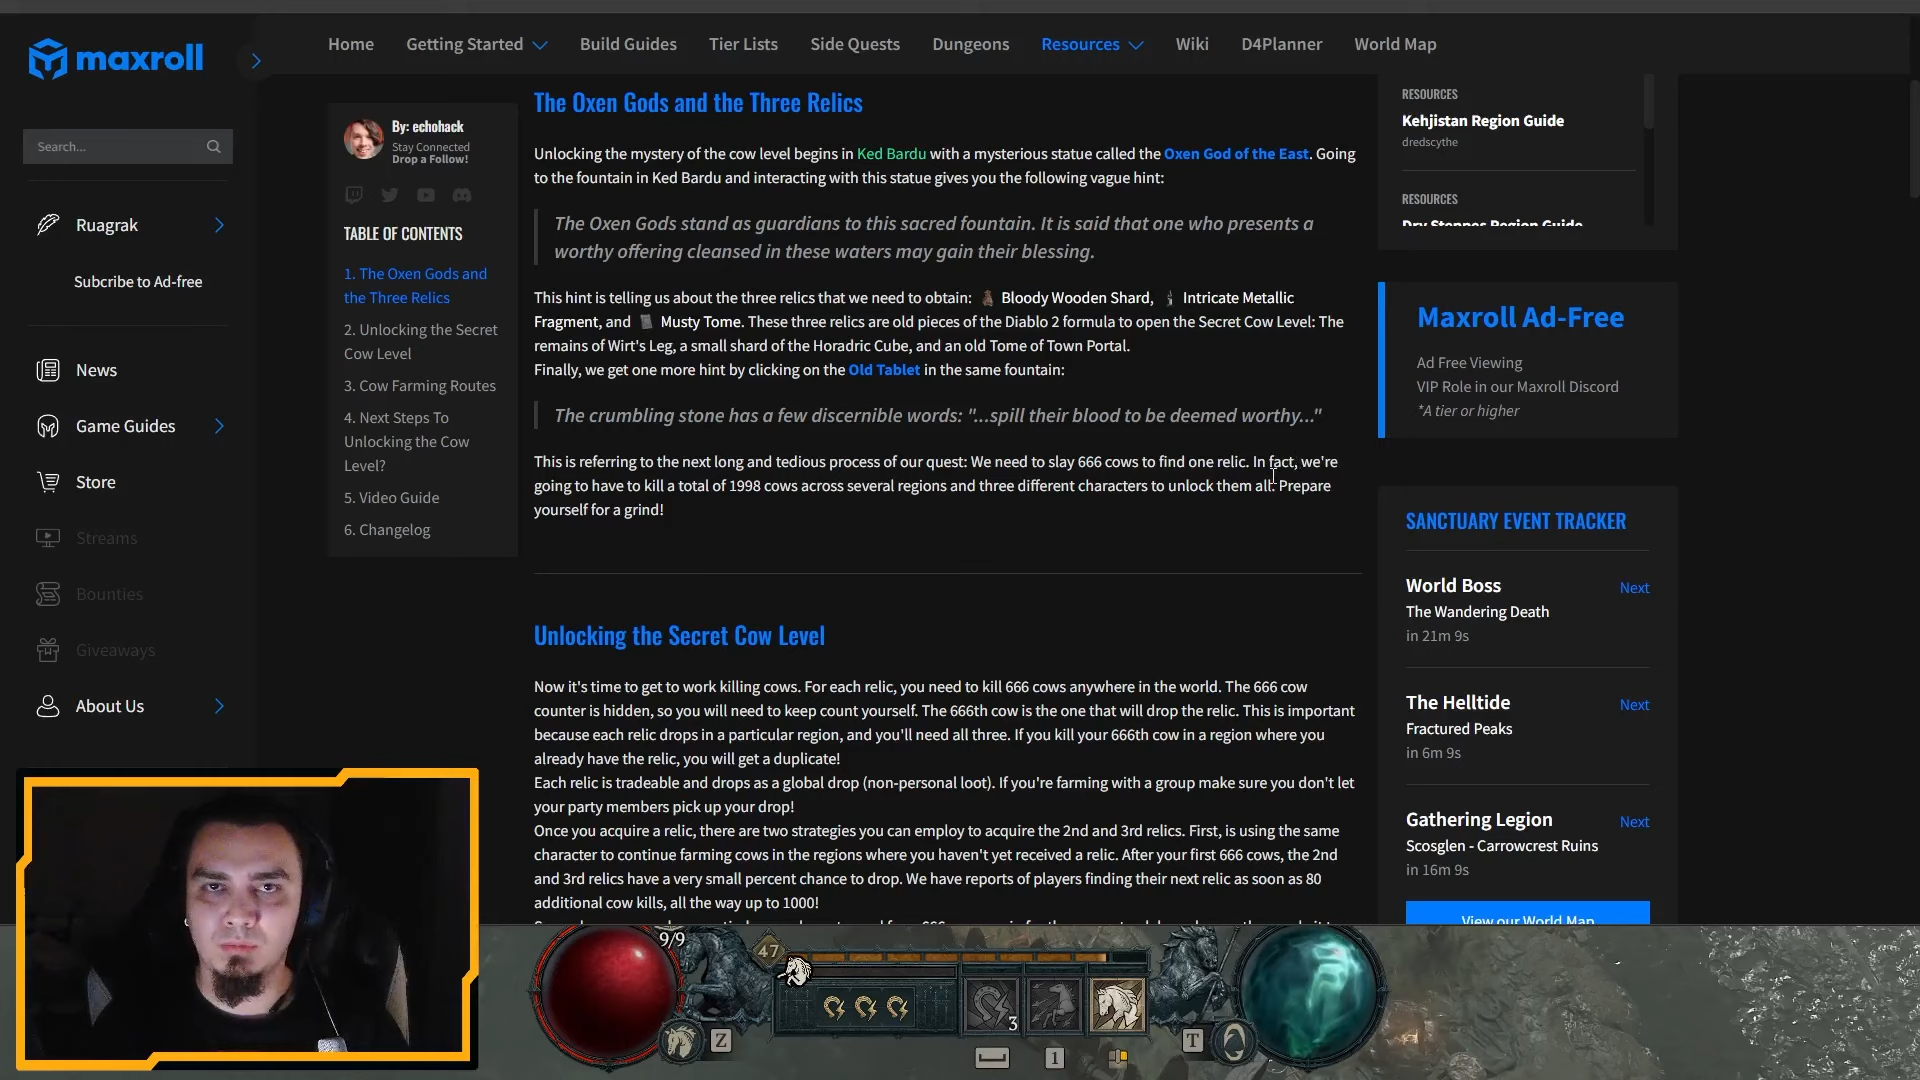 maxroll
Home
Getting Started
Build Guides
Tier Lists
Side Quests
Dungeons
Resources
Wiki
D4Planner
World Map
Search...
Ruagrak
Subcribe to Ad-free
News
Game Guides
Store
Streams
Bounties
Giveaways
About Us
By: echohack
Stay Connected
Drop a Follow!
TABLE OF CONTENTS
1. The Oxen Gods and
the Three Relics
2. Unlocking the Secret
Cow Level
3. Cow Farming Routes
4. Next Steps To
Unlocking the Cow
Level?
5. Video Guide
6. Changelog
The Oxen Gods and the Three Relics
Unlocking the mystery of the cow level begins in Ked Bardu with a mysterious statue called the Oxen God of the East. Going
to the fountain in Ked Bardu and interacting with this statue gives you the following vague hint:
The Oxen Gods stand as guardians to this sacred fountain. It is said that one who presents a
worthy offering cleansed in these waters may gain their blessing.
This hint is telling us about the three relics that we need to obtain: Bloody Wooden Shard, Intricate Metallic
Fragment, and Musty Tome. These three relics are old pieces of the Diablo 2 formula to open the Secret Cow Level: The
remains of Wirt's Leg, a small shard of the Horadric Cube, and an old Tome of Town Portal.
Finally, we get one more hint by clicking on the Old Tablet in the same fountain:
The crumbling stone has a few discernible words: "...spill their blood to be deemed worthy..."
This is referring to the next long and tedious process of our quest: We need to slay 666 cows to find one relic. In fact, we're
going to have to kill a total of 1998 cows across several regions and three different characters to unlock them all. Prepare
yourself for a grind!
Unlocking the Secret Cow Level
Now it's time to get to work killing cows. For each relic, you need to kill 666 cows anywhere in the world. The 666 cow
counter is hidden, so you will need to keep count yourself. The 666th cow is the one that will drop the relic. This is important
because each relic drops in a particular region, and you'll need all three. If you kill your 666th cow in a region where you
already have the relic, you will get a duplicate!
Each relic is tradeable and drops as a global drop (non-personal loot). If you're farming with a group make sure you don't let
your party members pick up your drop!
Once you acquire a relic, there are two strategies you can employ to acquire the 2nd and 3rd relics. First, is using the same
character to continue farming cows in the regions where you haven't yet received a relic. After your first 666 cows, the 2nd
and 3rd relics have a very small percent chance to drop. We have reports of players finding their next relic as soon as 80
additional cow kills, all the way up to 1000!
RESOURCES
Kehjistan Region Guide
dredscythe
RESOURCES
Dry Steppes Region Guide
Maxroll Ad-Free
Ad Free Viewing
VIP Role in our Maxroll Discord
*A tier or higher
SANCTUARY EVENT TRACKER
World Boss
Next
The Wandering Death
in 21m 9s
The Helltide
Next
Fractured Peaks
in 6m 9s
Gathering Legion
Next
Scosglen - Carrowcrest Ruins
in 16m 9s
View our World Map
9/9
47
3
Z
1
T